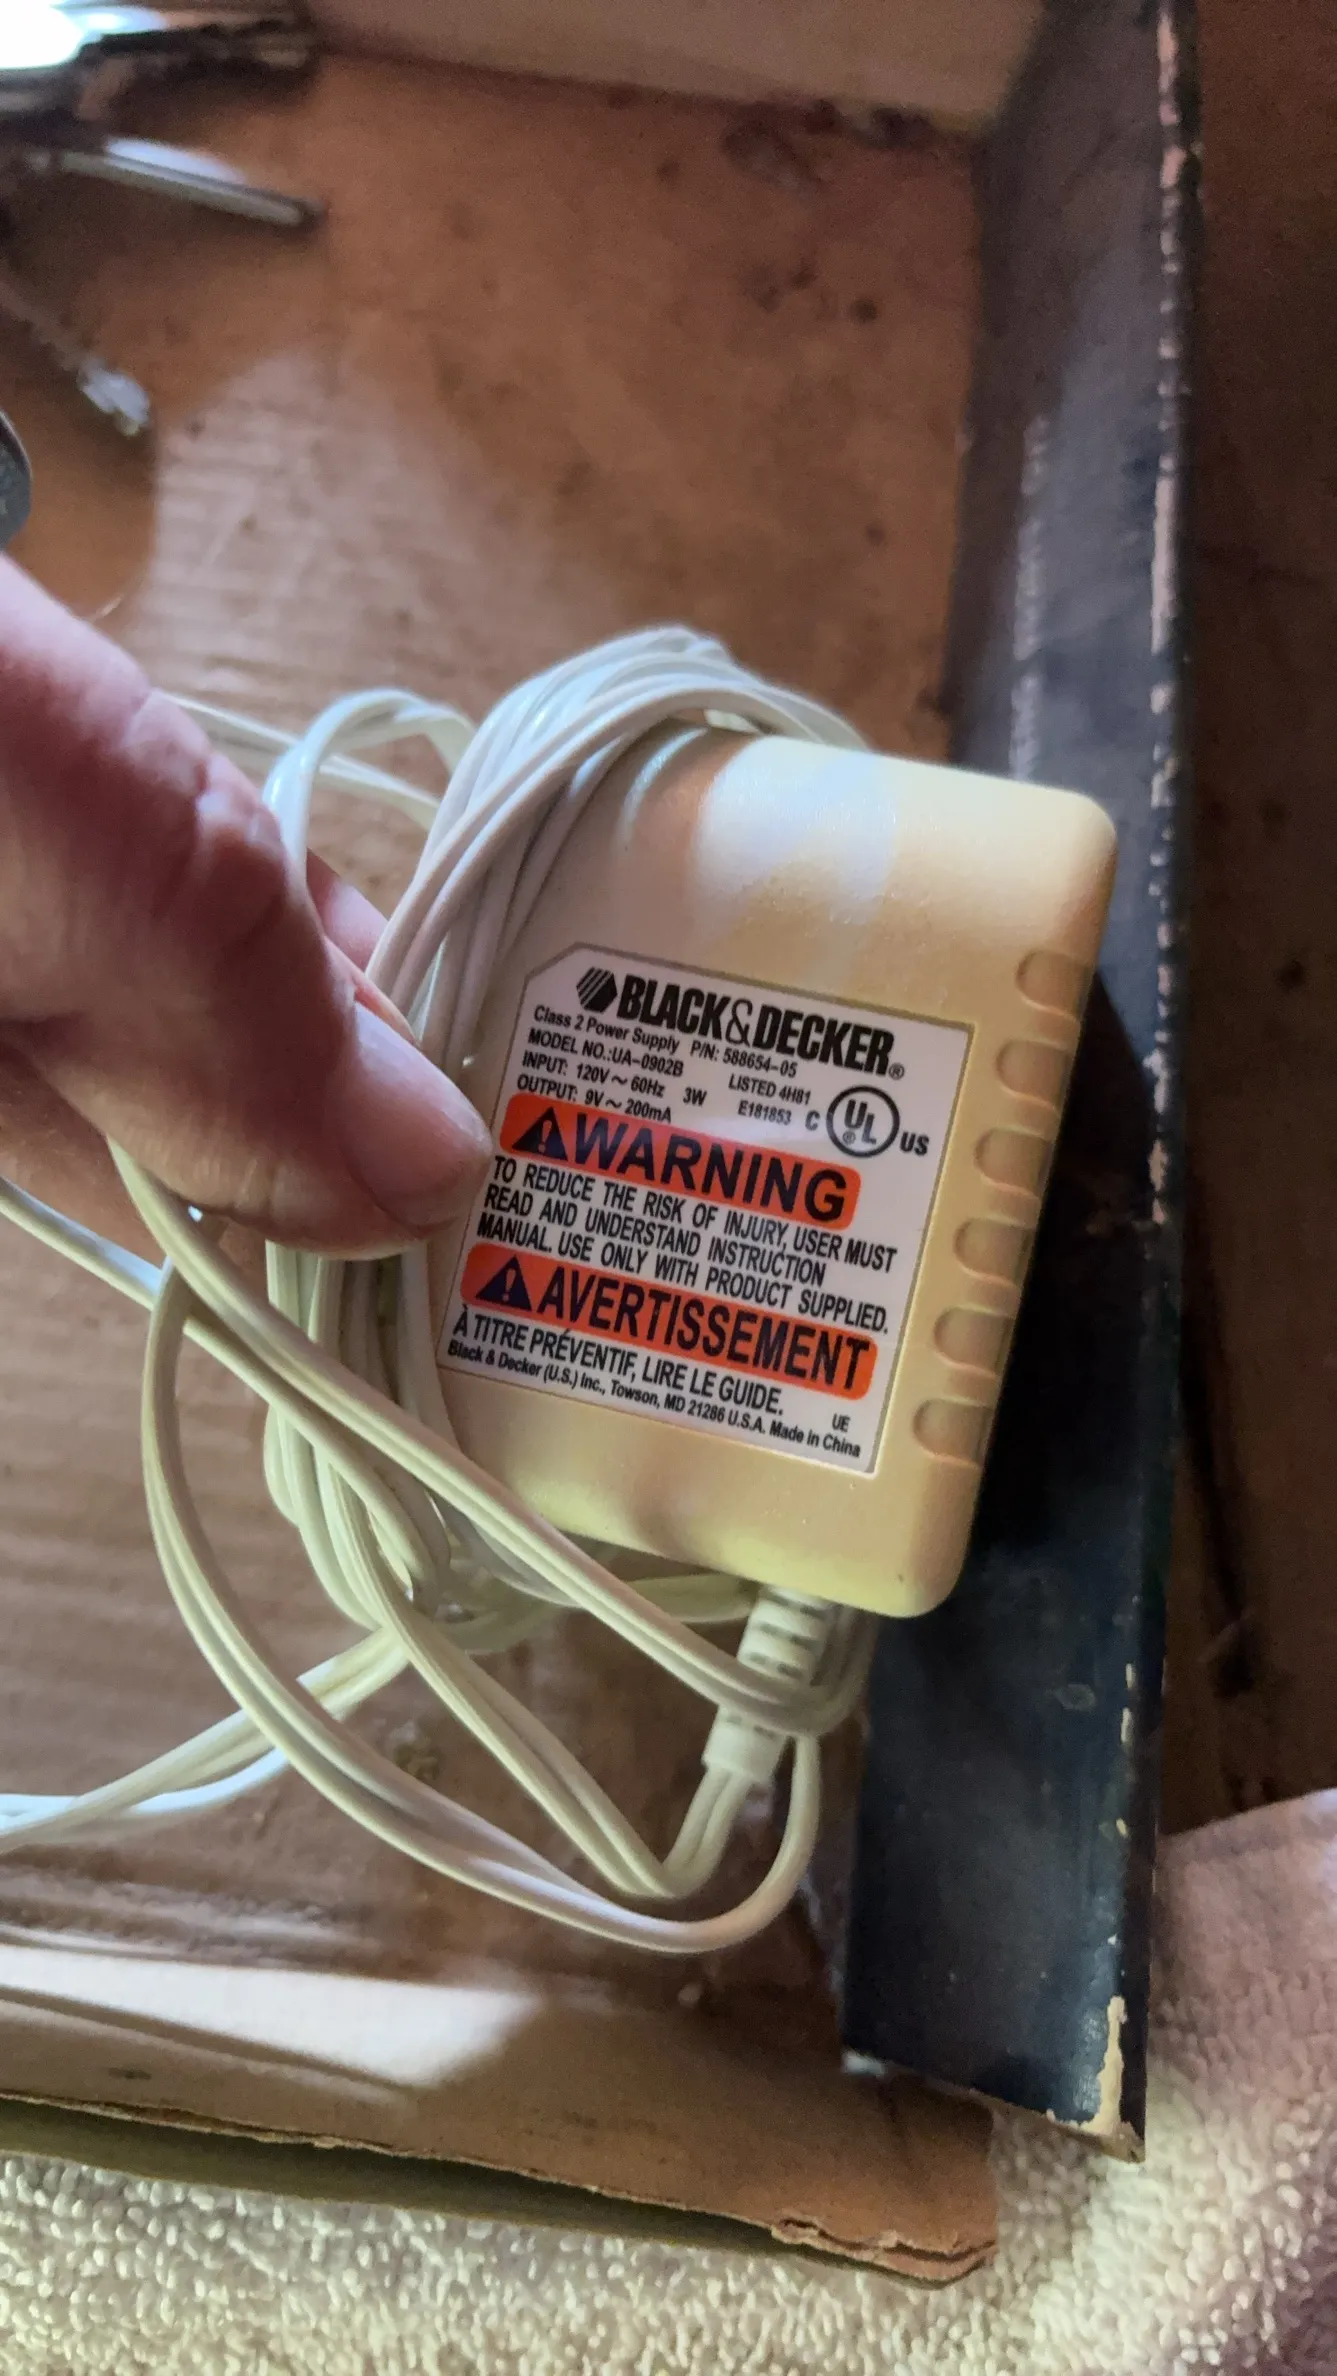 BLACK&DECKER®
Class 2 Power Supply P/N: 588654-05
MODEL NO.:UA-0902B LISTED 4H81
INPUT: 120V ~ 60Hz 3W E181853
OUTPUT: 9V ~ 200mA
C UL® US
WARNING
TO REDUCE THE RISK OF INJURY, USER MUST
READ AND UNDERSTAND INSTRUCTION
MANUAL. USE ONLY WITH PRODUCT SUPPLIED.
AVERTISSEMENT
À TITRE PRÉVENTIF, LIRE LE GUIDE.
UE
Black & Decker (U.S.) Inc., Towson, MD 21286 U.S.A. Made in China